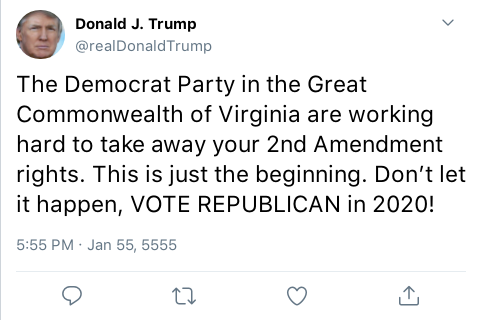 Donald J. Trump
@realDonaldTrump
The Democrat Party in the Great
Commonwealth of Virginia are working
hard to take away your 2nd Amendment
rights. This is just the beginning. Don’t let
it happen, VOTE REPUBLICAN in 2020!
5:55 PM · Jan 55, 5555